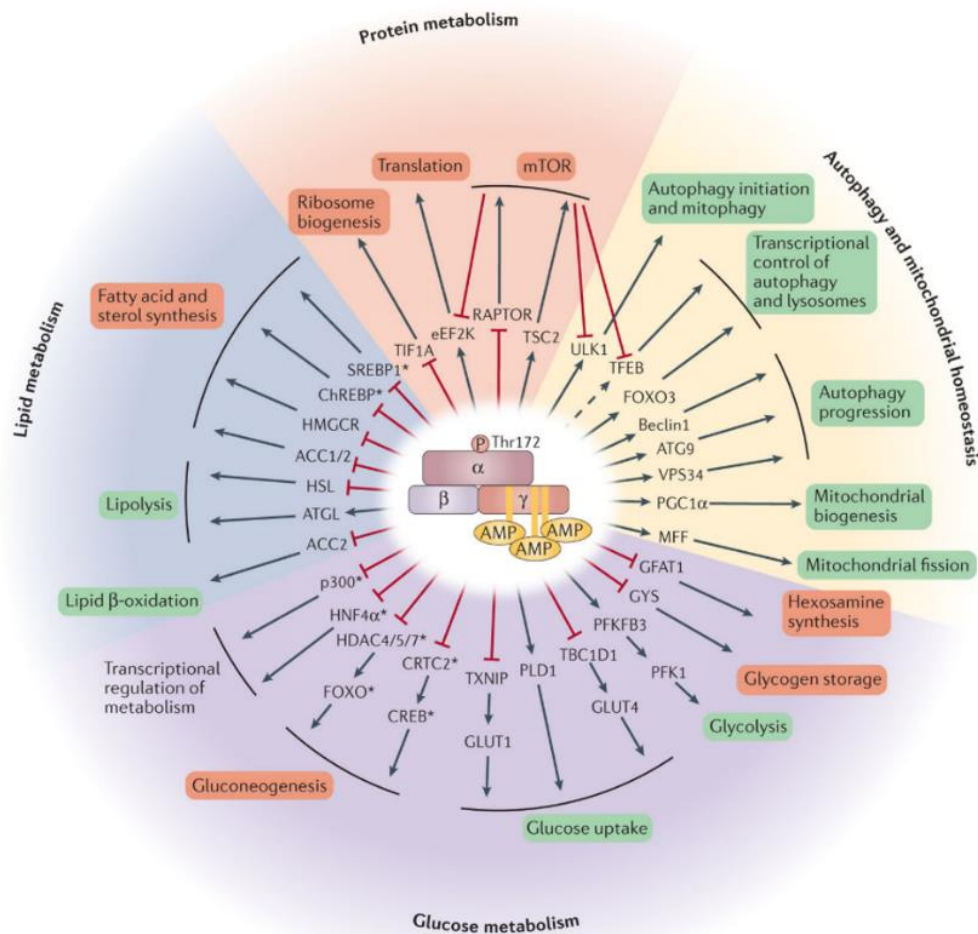 Protein metabolism
Translation
mTOR
Ribosome
biogenesis
Autophagy initiation
and mitophagy
Autophagy and mitochondrial homeostasis
Transcriptional
control of
autophagy
and lysosomes
Lipid metabolism
Fatty acid and
sterol synthesis
RAPTOR
eEF2K
TSC2
TIF1A
ULK1
TFEB
SREBP1*
ChREBP*
FOXO3
HMGCR
Beclin1
Autophagy
progression
ACC1/2
ATG9
HSL
VPS34
Lipolysis
ATGL
PGC1α
Mitochondrial
biogenesis
ACC2
MFF
Mitochondrial fission
P
Thr172
α
β
γ
AMP
AMP
AMP
Lipid β-oxidation
p300*
GFAT1
Hexosamine
synthesis
HNF4α*
GYS
HDAC4/5/7*
PFKFB3
Transcriptional
regulation of
metabolism
CRTC2*
TXNIP
PLD1
TBC1D1
PFK1
Glycogen storage
FOXO*
CREB*
GLUT1
GLUT4
Glycolysis
Gluconeogenesis
Glucose uptake
Glucose metabolism